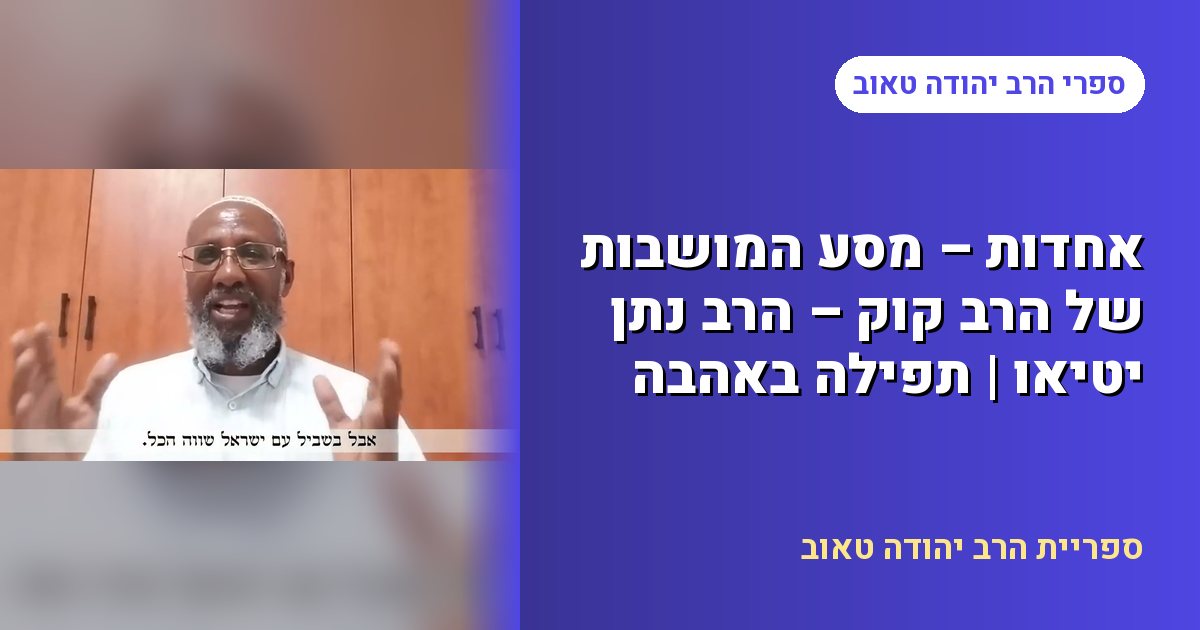 ספרי הרב יהודה טאוב
אחדות – מסע המושבות
של הרב קוק – הרב נתן
יטיאו | תפילה באהבה
ספריית הרב יהודה טאוב
אבל בשביל עם ישראל שווה הכל.